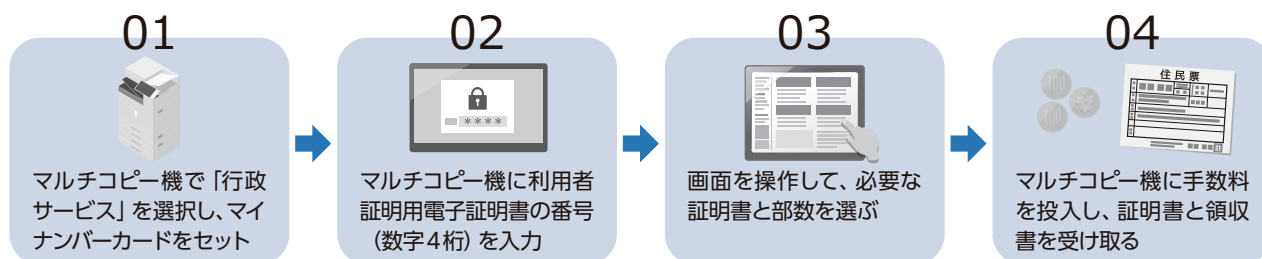 01
マルチコピー機で「行政
サービス」を選択し、マイ
ナンバーカードをセット
02
＊＊＊＊
マルチコピー機に利用者
証明用電子証明書の番号
（数字4桁）を入力
03
画面を操作して、必要な
証明書と部数を選ぶ
04
100
100
住民票
マルチコピー機に手数料
を投入し、証明書と領収
書を受け取る